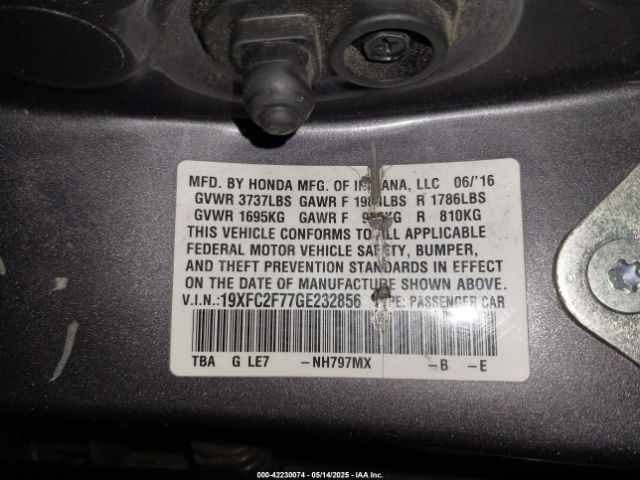 MFD. BY HONDA MFG. OF INDIANA, LLC 06/'16
GVWR 3737LBS GAWR F LBS R 1786LBS
GVWR 1695KG GAWR F KG R 810KG
THIS VEHICLE CONFORMS TO ALL APPLICABLE
FEDERAL MOTOR VEHICLE SAFETY, BUMPER,
AND THEFT PREVENTION STANDARDS IN EFFECT
ON THE DATE OF MANUFACTURE SHOWN ABOVE.
V.I.N.:19XFC2F77GE232856 TYPE: PASSENGER CAR
TBA G LE7 -NH797MX -B -E
000-42230074 - 05/14/2025 - IAA Inc.